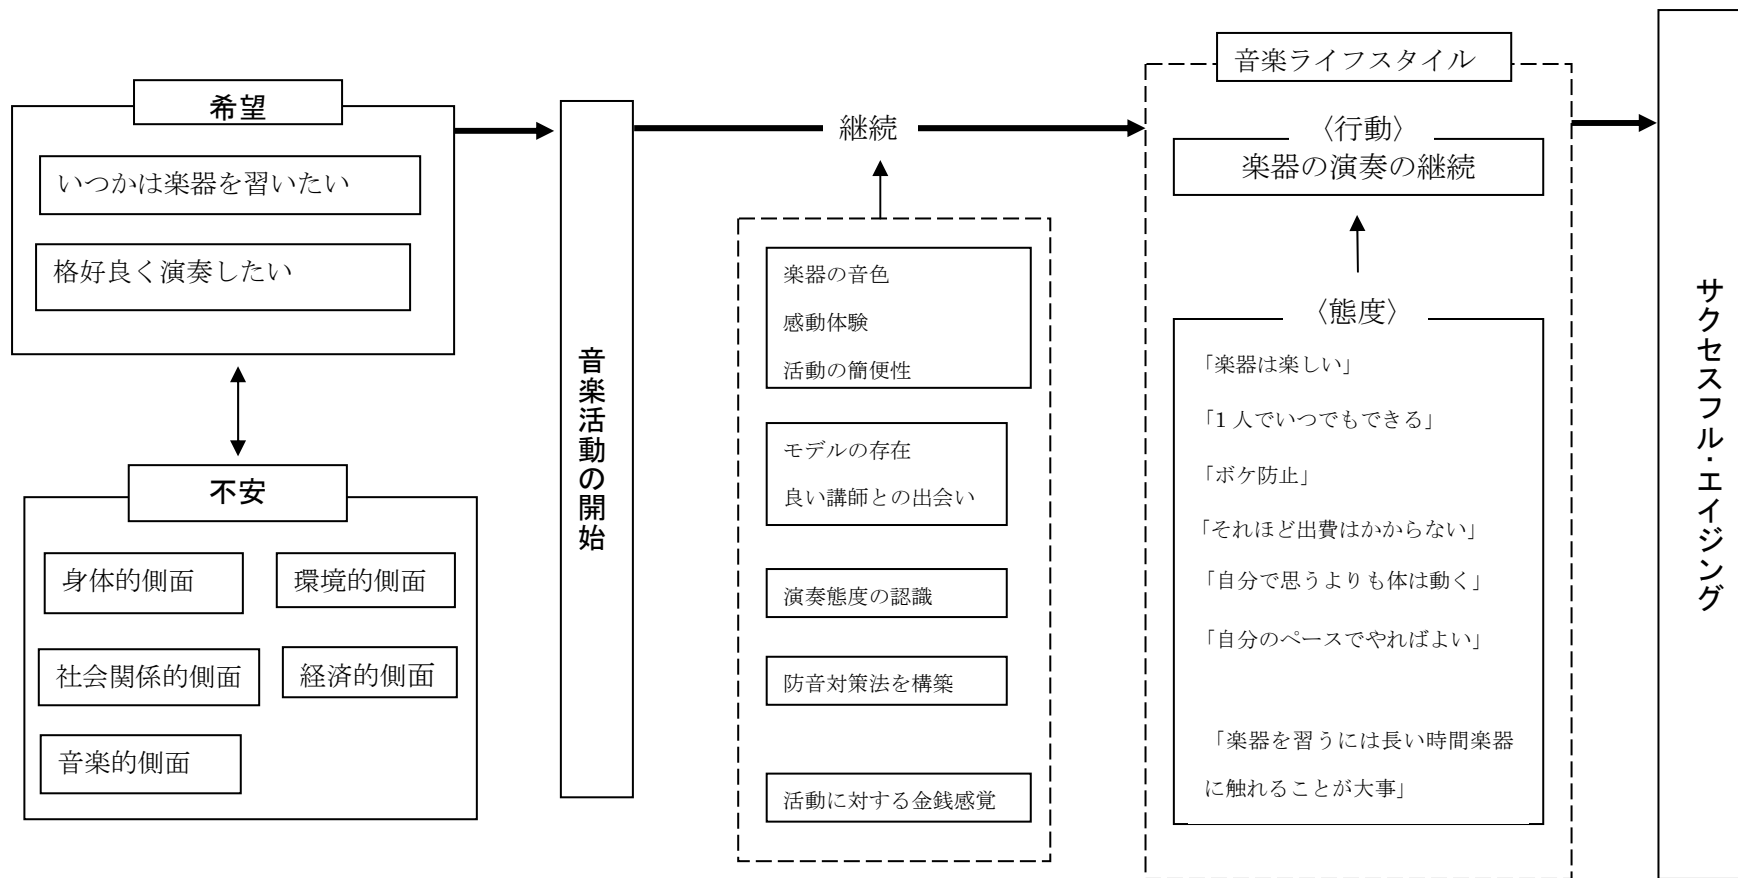 希望
いつかは楽器を習いたい
格好良く演奏したい
不安
身体的側面
環境的側面
社会関係的側面
経済的側面
音楽的側面
音楽活動の開始
継続
楽器の音色
感動体験
活動の簡便性
モデルの存在
良い講師との出会い
演奏態度の認識
防音対策法を構築
活動に対する金銭感覚
音楽ライフスタイル
〈行動〉
楽器の演奏の継続
〈態度〉
「楽器は楽しい」
「1 人でいつでもできる」
「ボケ防止」
「それほど出費はかからない」
「自分で思うよりも体は動く」
「自分のペースでやればよい」
「楽器を習うには長い時間楽器
に触れることが大事」
サクセスフル・エイジング